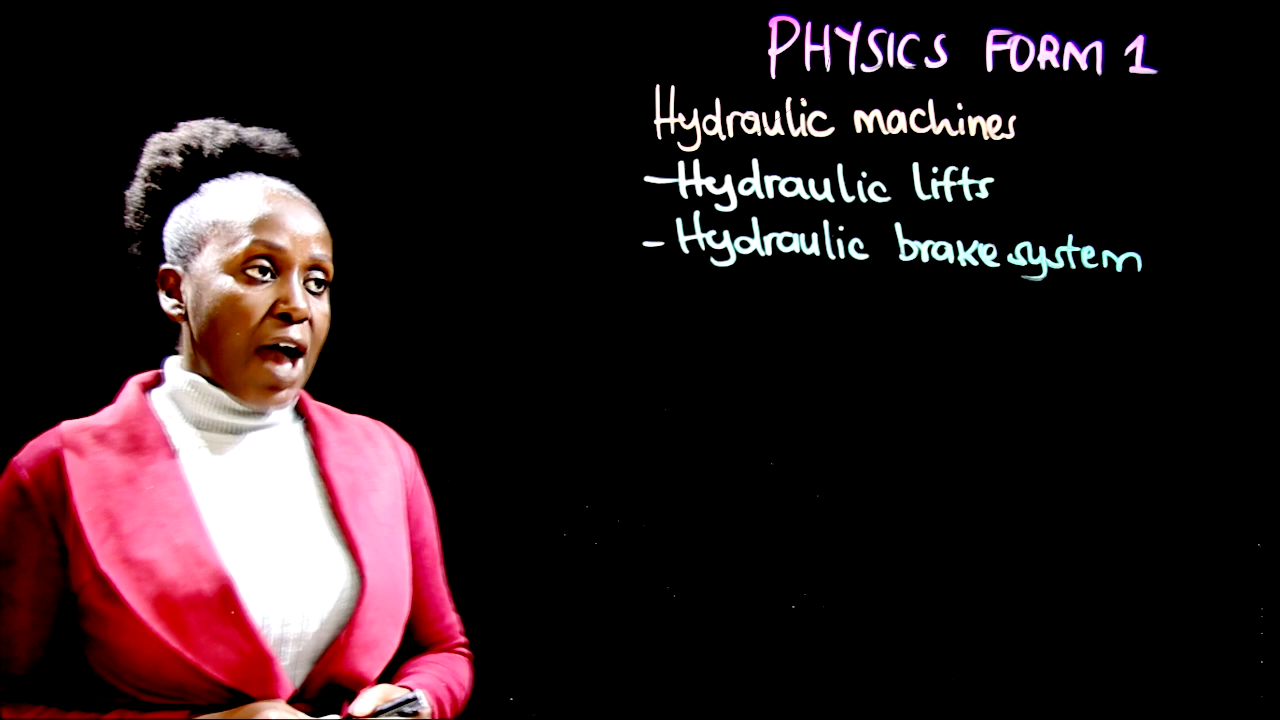 PHYSICS FORM 1
Hydraulic machines
- Hydraulic lifts
- Hydraulic brake system